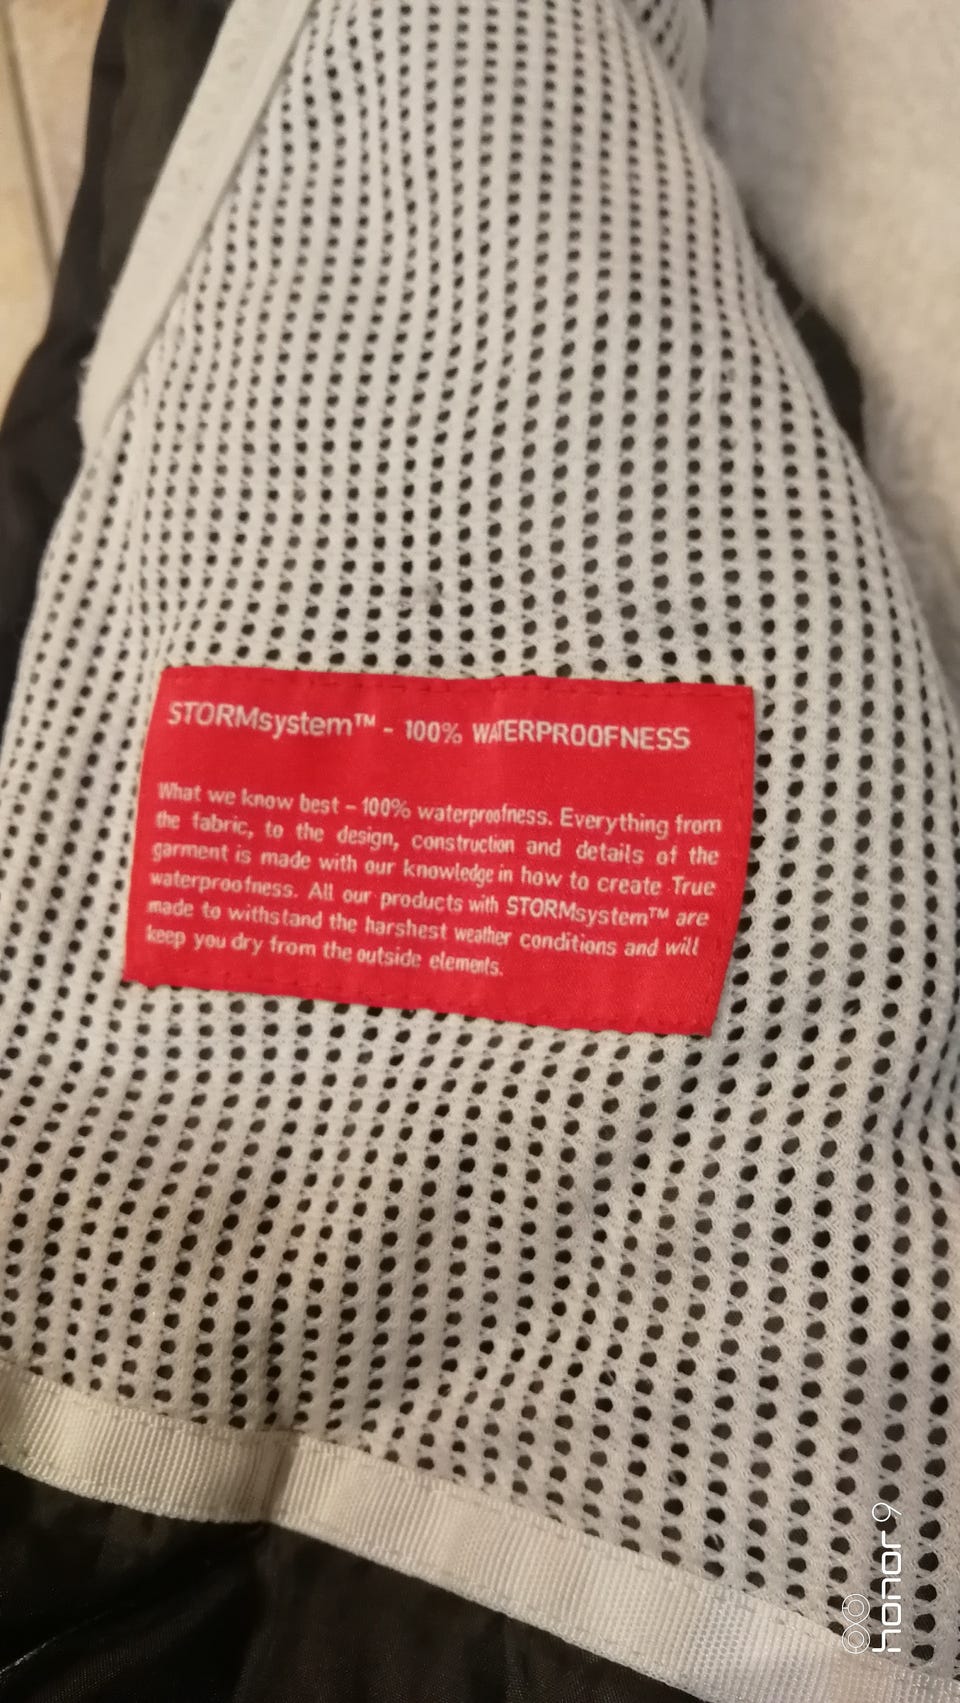 STORMsystem™ - 100% WATERPROOFNESS
What we know best – 100% waterproofness. Everything from
the fabric, to the design, construction and details of the
garment is made with our knowledge in how to create True
waterproofness. All our products with STORMsystem™ are
made to withstand the harshest weather conditions and will
keep you dry from the outside elements.
honor 9